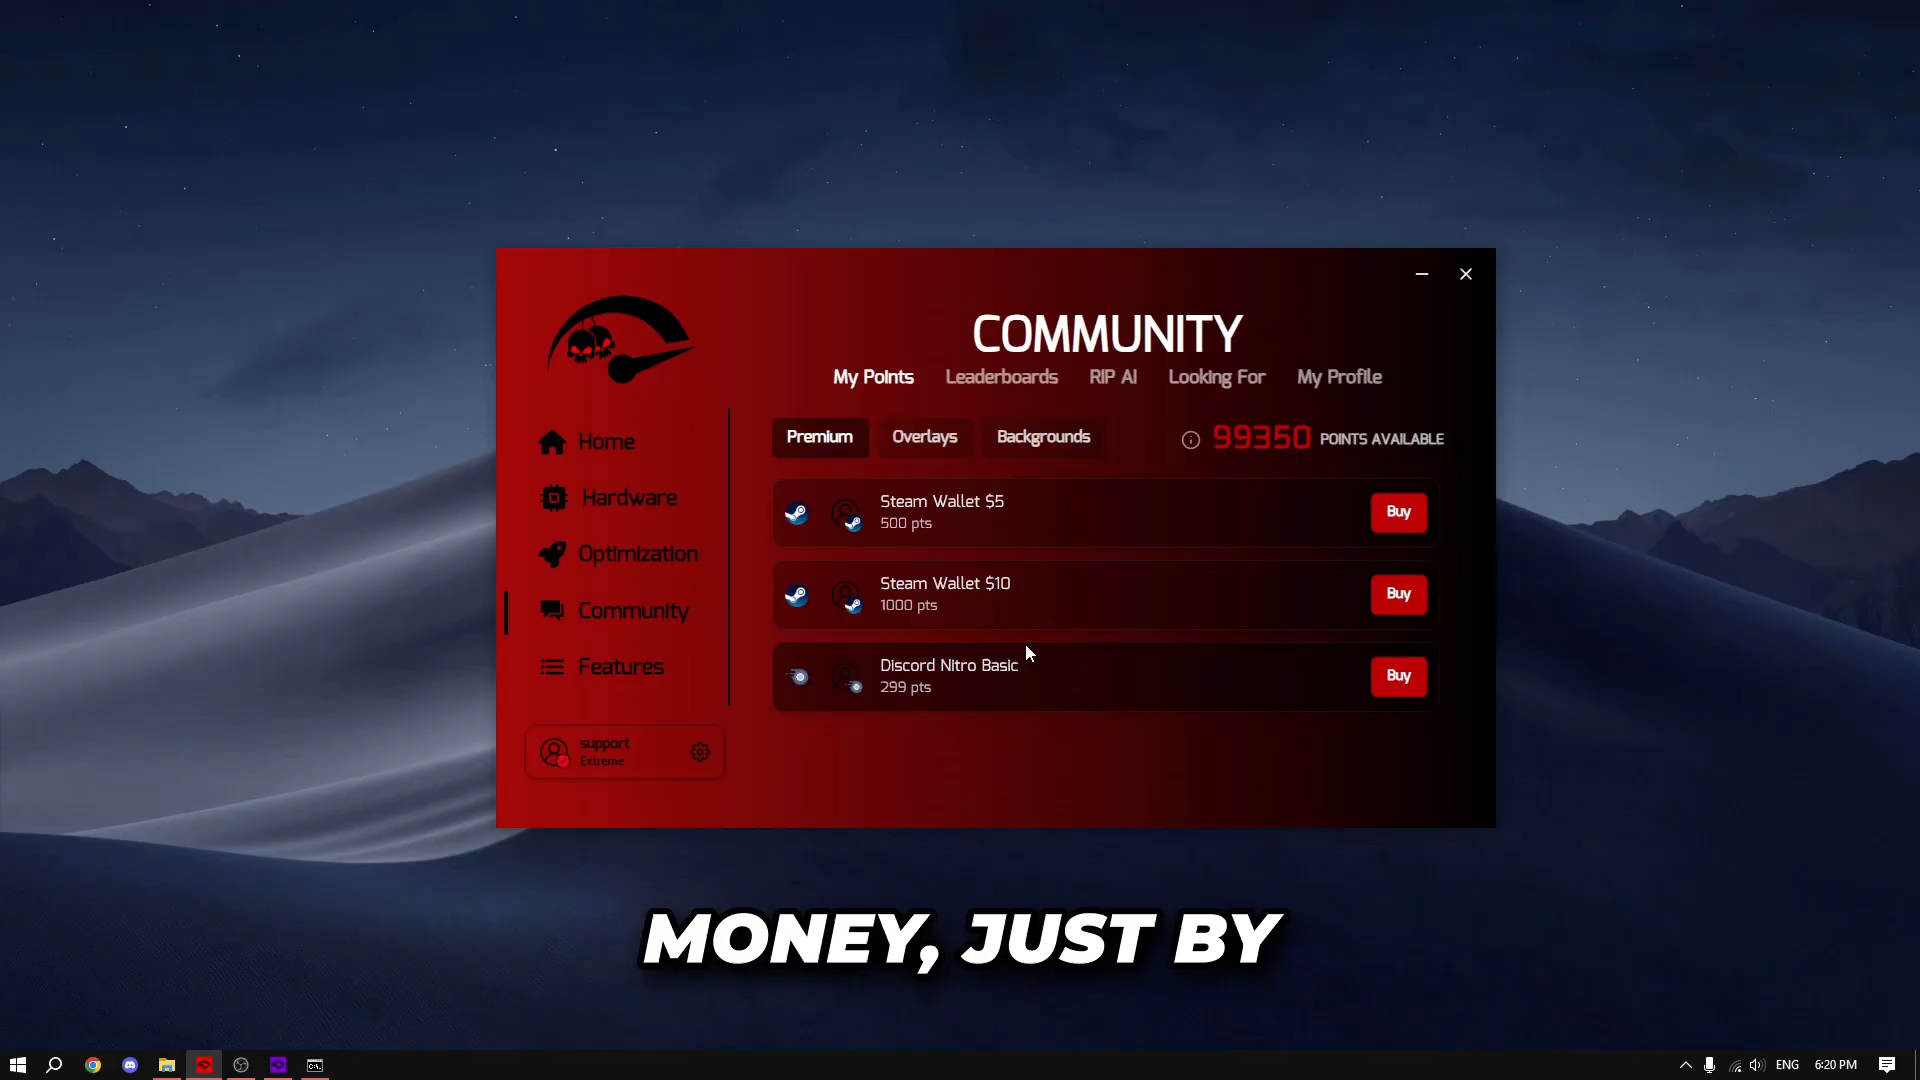 COMMUNITY
My Points Leaderboards RIP AI Looking For My Profile
Premium Overlays Backgrounds 99350 POINTS AVAILABLE
Home
Hardware
Optimization
Community
Features
support
Extreme
Steam Wallet $5
500 pts
Buy
Steam Wallet $10
1000 pts
Buy
Discord Nitro Basic
299 pts
Buy
MONEY, JUST BY
ENG 6:20 PM